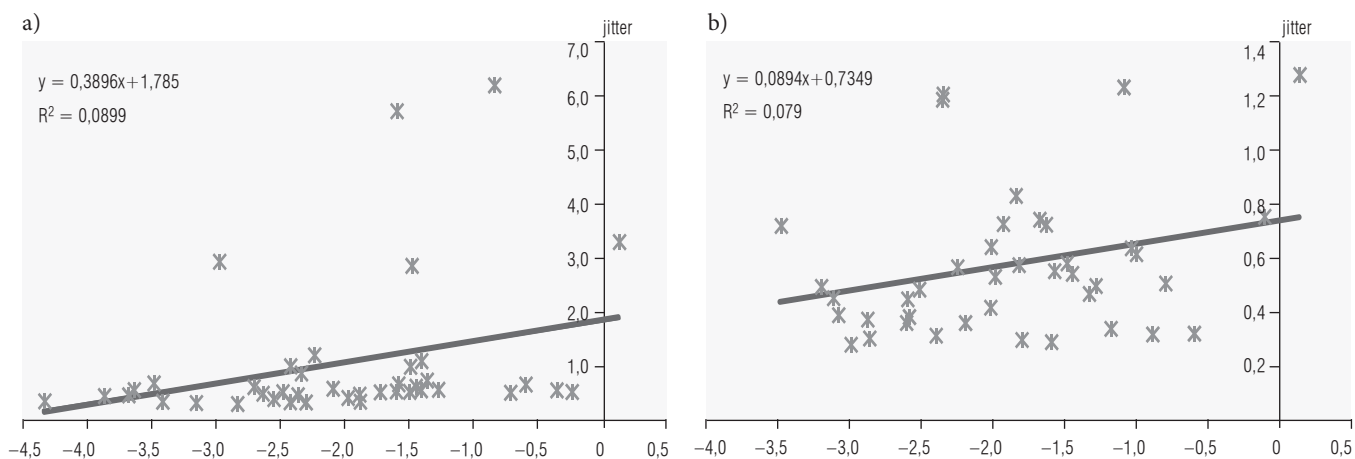 a)
jitter
7,0
y = 0,3896x+1,785
R² = 0,0899
6,0
5,0
4,0
3,0
2,0
1,0
−4,5 −4,0 −3,5 −3,0 −2,5 −2,0 −1,5 −1,0 −0,5 0 0,5
b)
jitter
1,4
y = 0,0894x+0,7349
R² = 0,079
1,2
1,0
0,8
0,6
0,4
0,2
−4,0 −3,5 −3,0 −2,5 −2,0 −1,5 −1,0 −0,5 0 0,5